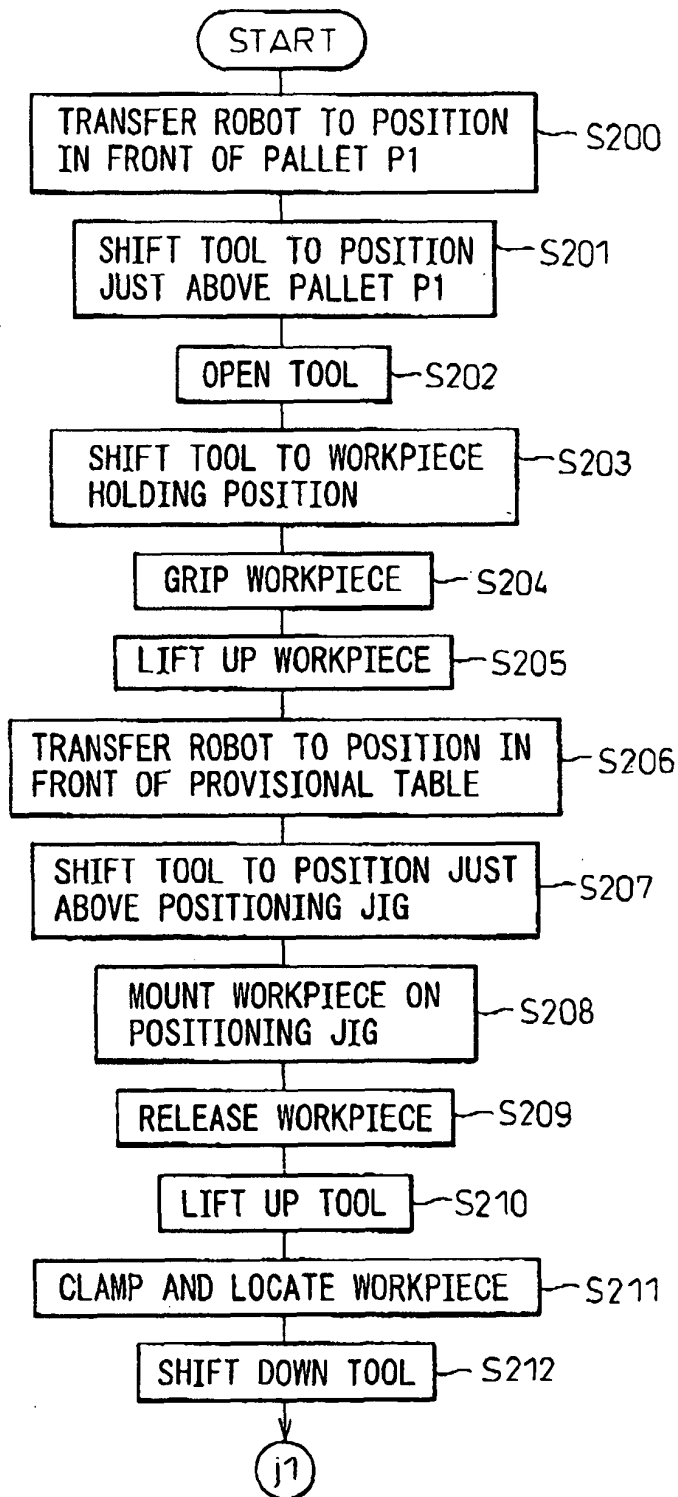 START
TRANSFER ROBOT TO POSITION
IN FRONT OF PALLET P1
S200
SHIFT TOOL TO POSITION
JUST ABOVE PALLET P1
S201
OPEN TOOL
S202
SHIFT TOOL TO WORKPIECE
HOLDING POSITION
S203
GRIP WORKPIECE
S204
LIFT UP WORKPIECE
S205
TRANSFER ROBOT TO POSITION IN
FRONT OF PROVISIONAL TABLE
S206
SHIFT TOOL TO POSITION JUST
ABOVE POSITIONING JIG
S207
MOUNT WORKPIECE ON
POSITIONING JIG
S208
RELEASE WORKPIECE
S209
LIFT UP TOOL
S210
CLAMP AND LOCATE WORKPIECE
S211
SHIFT DOWN TOOL
S212
j1